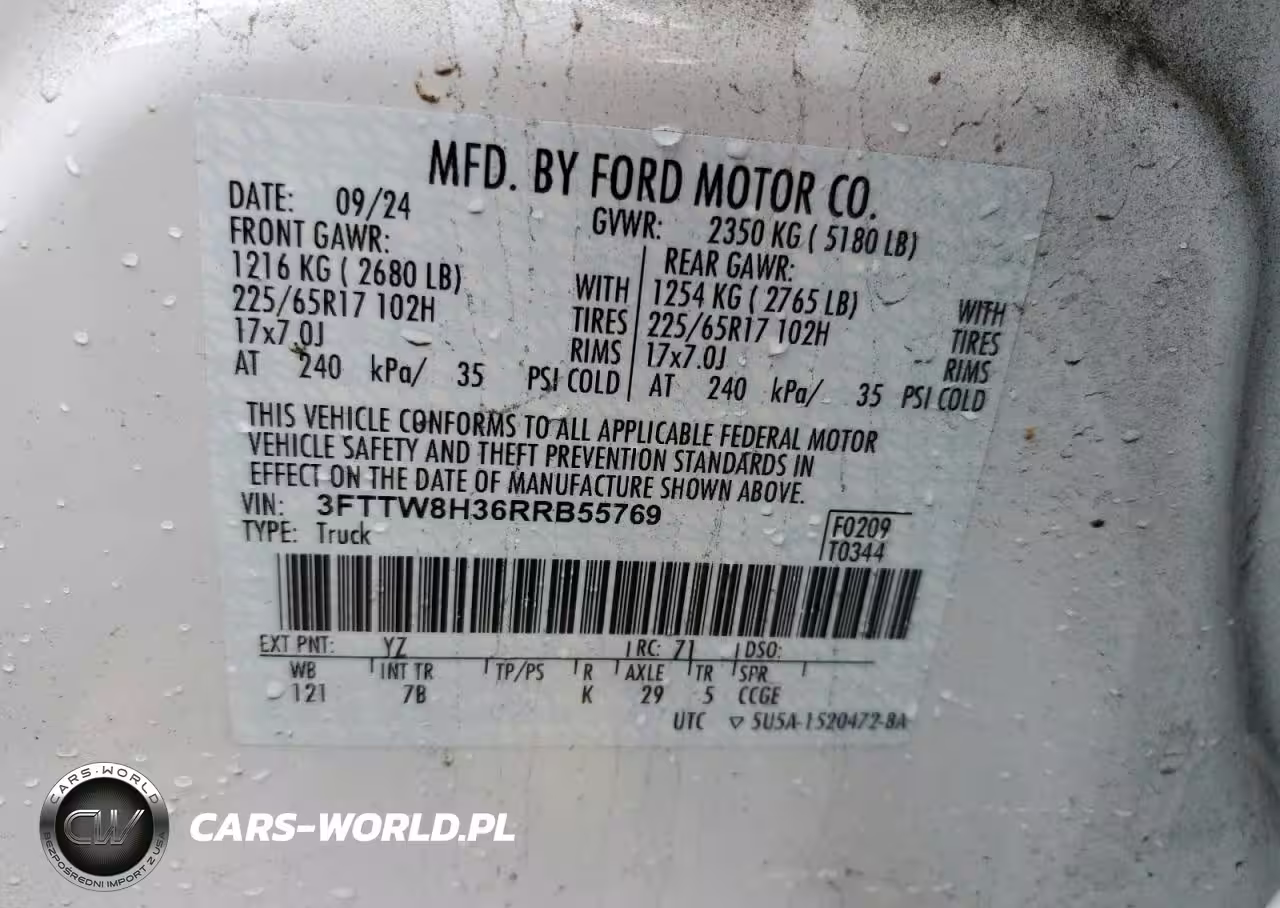 MFD. BY FORD MOTOR CO.
DATE: 09/24 GVWR: 2350 KG ( 5180 LB)
FRONT GAWR: REAR GAWR:
1216 KG ( 2680 LB) WITH 1254 KG ( 2765 LB) WITH
225/65R17 102H TIRES 225/65R17 102H TIRES
17x7.0J RIMS 17x7.0J RIMS
AT 240 kPa/ 35 PSI COLD AT 240 kPa/ 35 PSI COLD
THIS VEHICLE CONFORMS TO ALL APPLICABLE FEDERAL MOTOR
VEHICLE SAFETY AND THEFT PREVENTION STANDARDS IN
EFFECT ON THE DATE OF MANUFACTURE SHOWN ABOVE.
VIN: 3FTTW8H36RRB55769 F0209
TYPE: Truck T0344
EXT PNT: YZ RC: 71 DSO:
WB INT TR TP/PS R AXLE TR SPR
121 7B K 29 5 CCGE
UTC ▽ 5U5A-1520472-BA
CARS-WORLD
CW
BEZPOŚREDNI IMPORT Z USA
CARS-WORLD.PL